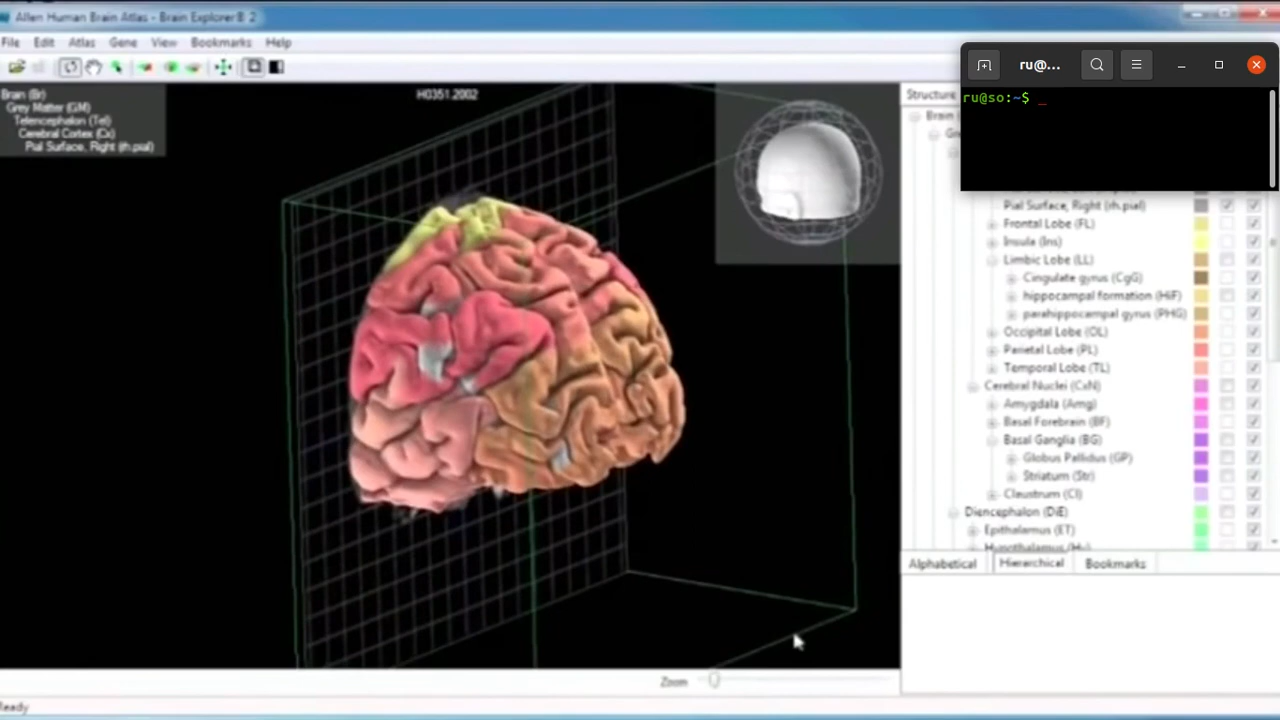 Allen Human Brain Atlas - Brain Explorer® 2
File Edit Atlas Gene View Bookmarks Help
Brain (Br)
Grey Matter (GM)
Telencephalon (Tel)
Cerebral Cortex (Cx)
Pial Surface, Right (rh.pial)
H0351.2002
ru@...
ru@so:~$ _
Structure
Brain
Pial Surface, Right (rh.pial)
Frontal Lobe (FL)
Insula (Ins)
Limbic Lobe (LL)
Cingulate gyrus (CgG)
hippocampal formation (HiF)
parahippocampal gyrus (PHG)
Occipital Lobe (OL)
Parietal Lobe (PL)
Temporal Lobe (TL)
Cerebral Nuclei (CxN)
Amygdala (Amg)
Basal Forebrain (BF)
Basal Ganglia (BG)
Globus Pallidus (GP)
Striatum (Str)
Claustrum (Cl)
Diencephalon (DiE)
Epithalamus (ET)
Hypothalamus (Hy)
Alphabetical Hierarchical Bookmarks
Zoom
Ready